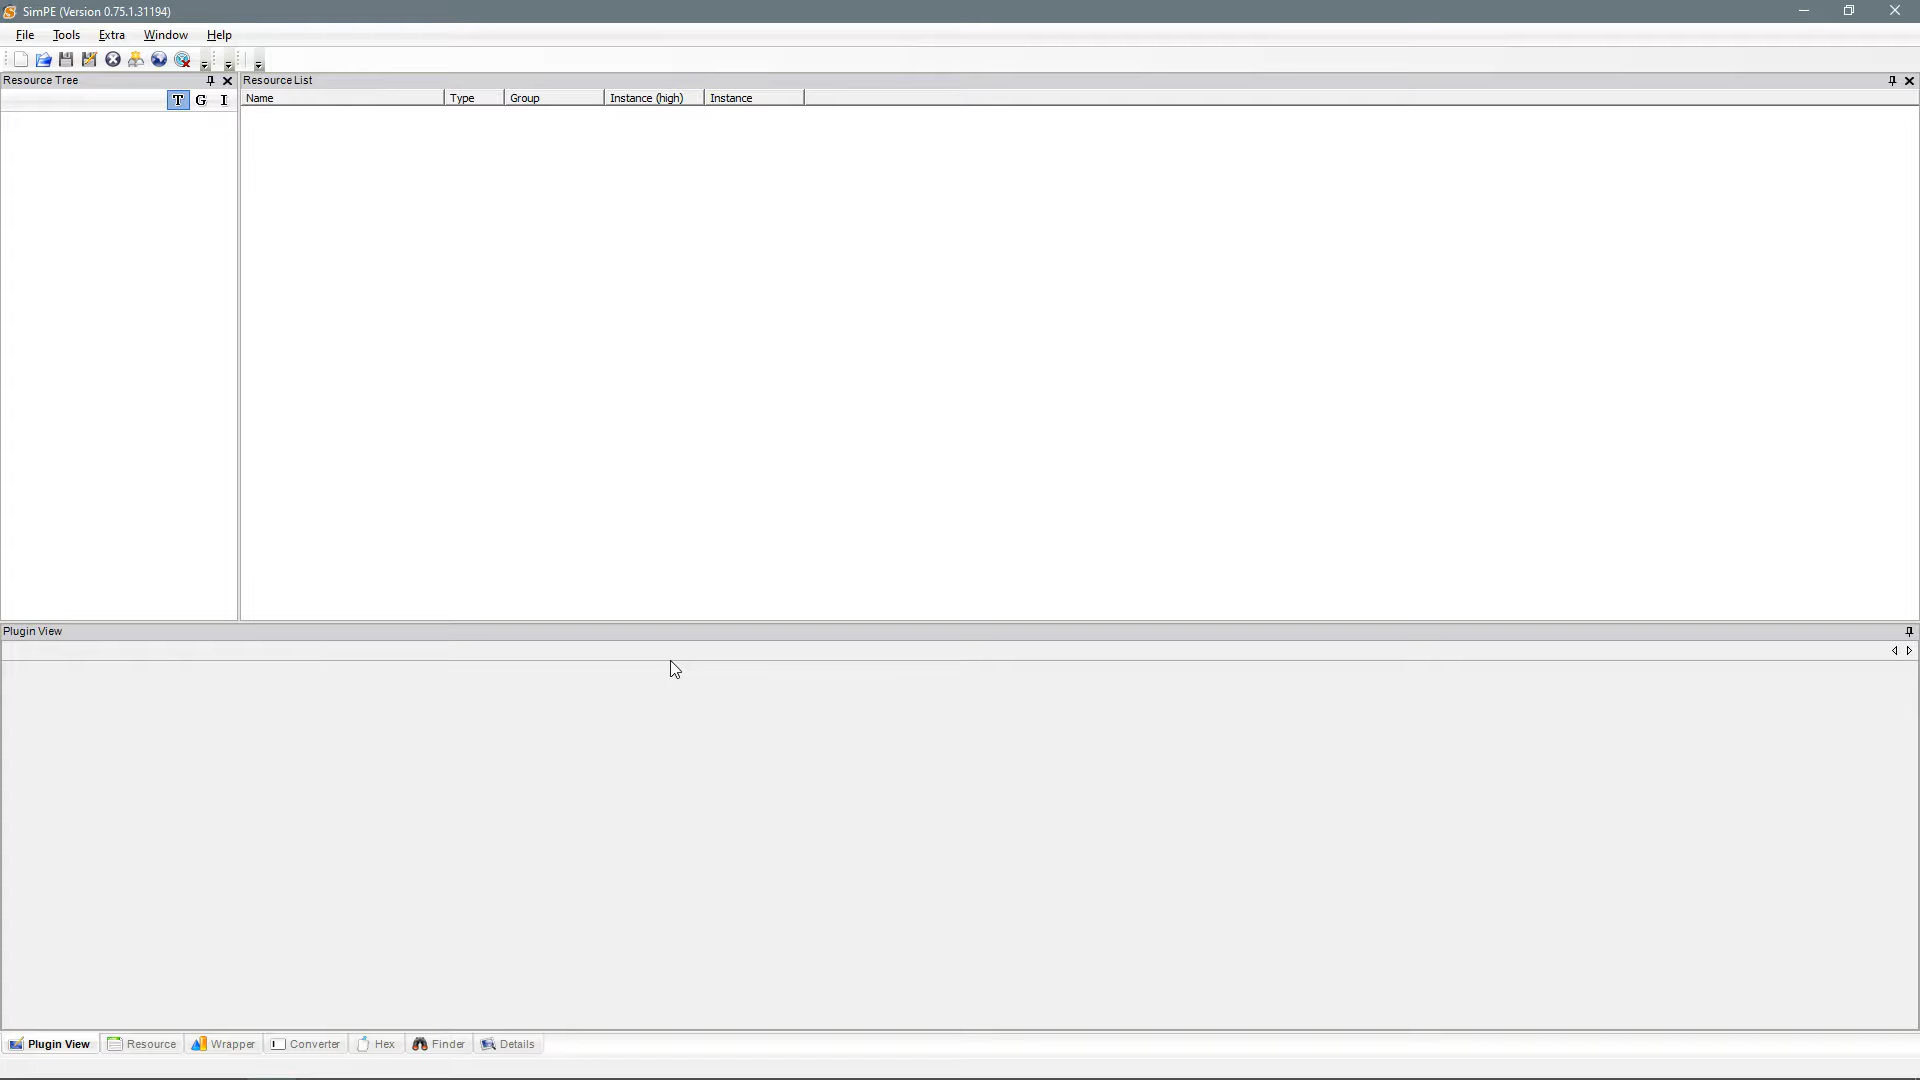 SimPE (Version 0.75.1.31194)
File Tools Extra Window Help
Resource Tree
T G I
Resource List
Name Type Group Instance (high) Instance
Plugin View
Plugin View Resource Wrapper Converter Hex Finder Details